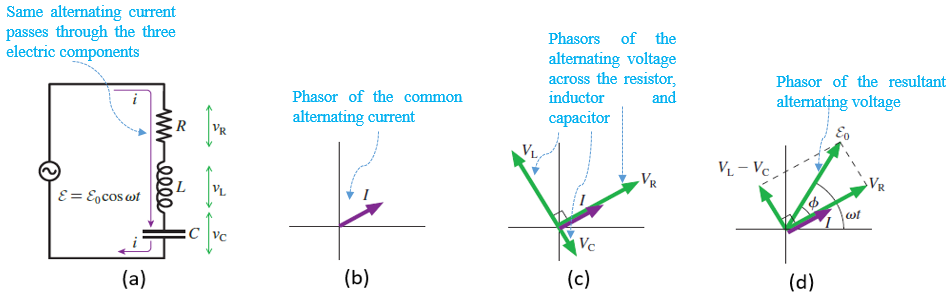 Same alternating current
passes through the three
electric components
i
R
v_R
L
v_L
ℰ = ℰ₀ cos ωt
C
v_C
i
(a)
Phasor of the common
alternating current
I
(b)
Phasors of the
alternating voltage
across the resistor,
inductor and
capacitor
V_L
V_R
I
V_C
(c)
Phasor of the resultant
alternating voltage
ℰ₀
V_L − V_C
V_R
ϕ
ωt
I
(d)